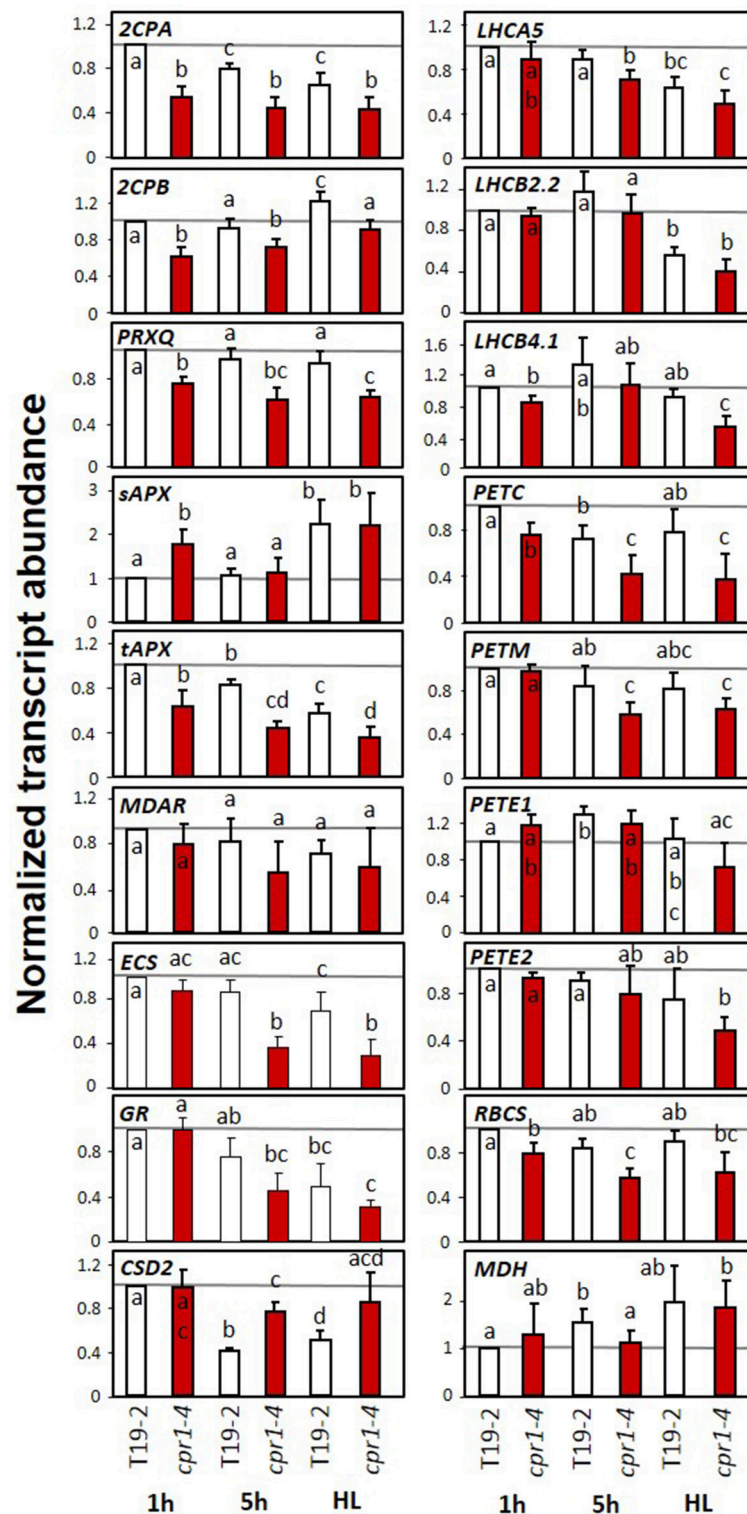 Normalized transcript abundance
2CPA
1.2
0.8
0.4
0
a
b
c
b
b
b
2CPB
1.2
0.8
0.4
a
b
a
b
c
a
PRXQ
0.8
0
a
b
a
bc
a
c
sAPX
3
2
1
0
a
b
a
a
b
b
tAPX
1.2
0.8
0.4
0
a
b
b
cd
c
d
MDAR
1.2
0.8
0.4
0
a
a
a
a
a
a
ECS
1.2
0.8
0.4
0
a
ac
ac
b
c
b
GR
0.8
0.4
0
a
a
ab
bc
bc
c
CSD2
1.2
0.8
0.4
0
a
a
c
b
c
d
acd
T19-2 cpr1-4 T19-2 cpr1-4 T19-2 cpr1-4
1h 5h HL
LHCA5
1.2
0.8
0.4
0
a
a
b
a
b
bc
c
LHCB2.2
1.2
0.8
0.4
0
a
a
a
a
b
b
LHCB4.1
1.6
1.2
0.8
0.4
0
a
b
a
b
ab
ab
c
PETC
0.8
0.4
0
a
b
b
c
ab
c
PETM
0.8
0.4
0
a
a
ab
c
abc
c
PETE1
1.2
0.8
0.4
0
a
a
b
b
a
b
a
b
c
ac
PETE2
0.8
0.4
0
a
a
a
ab
ab
b
RBCS
1.2
0.8
0.4
0
a
b
ab
c
ab
bc
MDH
2
1
0
a
ab
b
a
ab
b
T19-2 cpr1-4 T19-2 cpr1-4 T19-2 cpr1-4
1h 5h HL